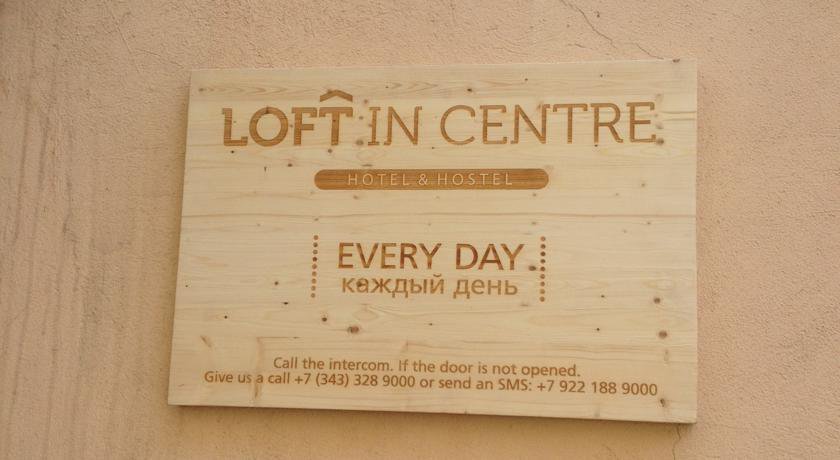 LOFT IN CENTRE
HOTEL & HOSTEL
EVERY DAY
каждый день
Call the intercom. If the door is not opened.
Give us a call +7 (343) 328 9000 or send an SMS: +7 922 188 9000